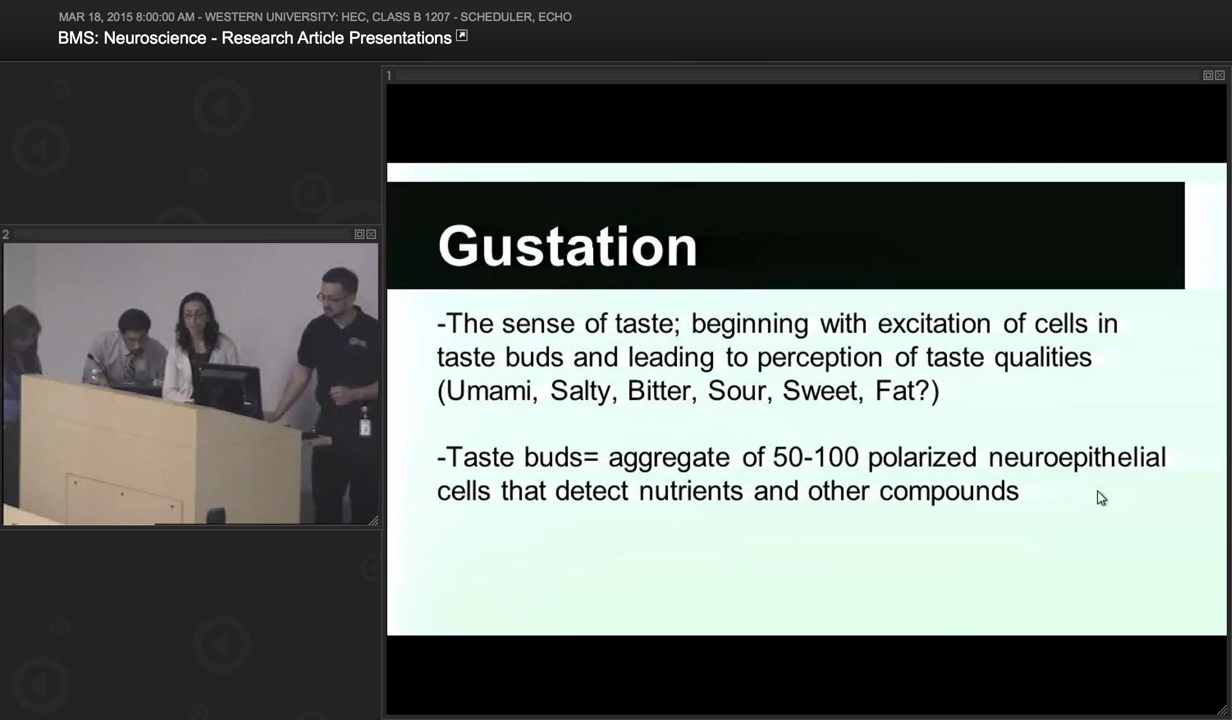 MAR 18, 2015 8:00:00 AM - WESTERN UNIVERSITY: HEC, CLASS B 1207 - SCHEDULER, ECHO
BMS: Neuroscience - Research Article Presentations
1
2
Gustation
-The sense of taste; beginning with excitation of cells in
taste buds and leading to perception of taste qualities
(Umami, Salty, Bitter, Sour, Sweet, Fat?)
-Taste buds= aggregate of 50-100 polarized neuroepithelial
cells that detect nutrients and other compounds